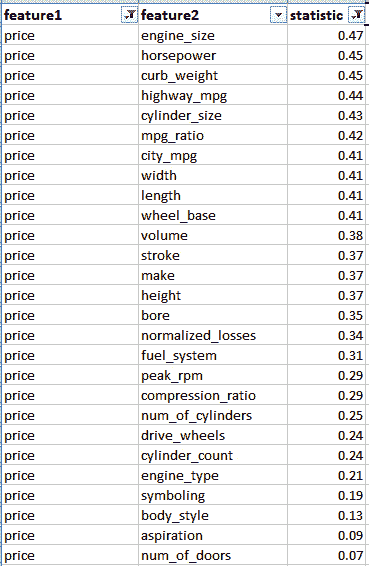 feature1 feature2 statistic
price engine_size 0.47
price horsepower 0.45
price curb_weight 0.45
price highway_mpg 0.44
price cylinder_size 0.43
price mpg_ratio 0.42
price city_mpg 0.41
price width 0.41
price length 0.41
price wheel_base 0.41
price volume 0.38
price stroke 0.37
price make 0.37
price height 0.37
price bore 0.35
price normalized_losses 0.34
price fuel_system 0.31
price peak_rpm 0.29
price compression_ratio 0.29
price num_of_cylinders 0.25
price drive_wheels 0.24
price cylinder_count 0.24
price engine_type 0.21
price symboling 0.19
price body_style 0.13
price aspiration 0.09
price num_of_doors 0.07